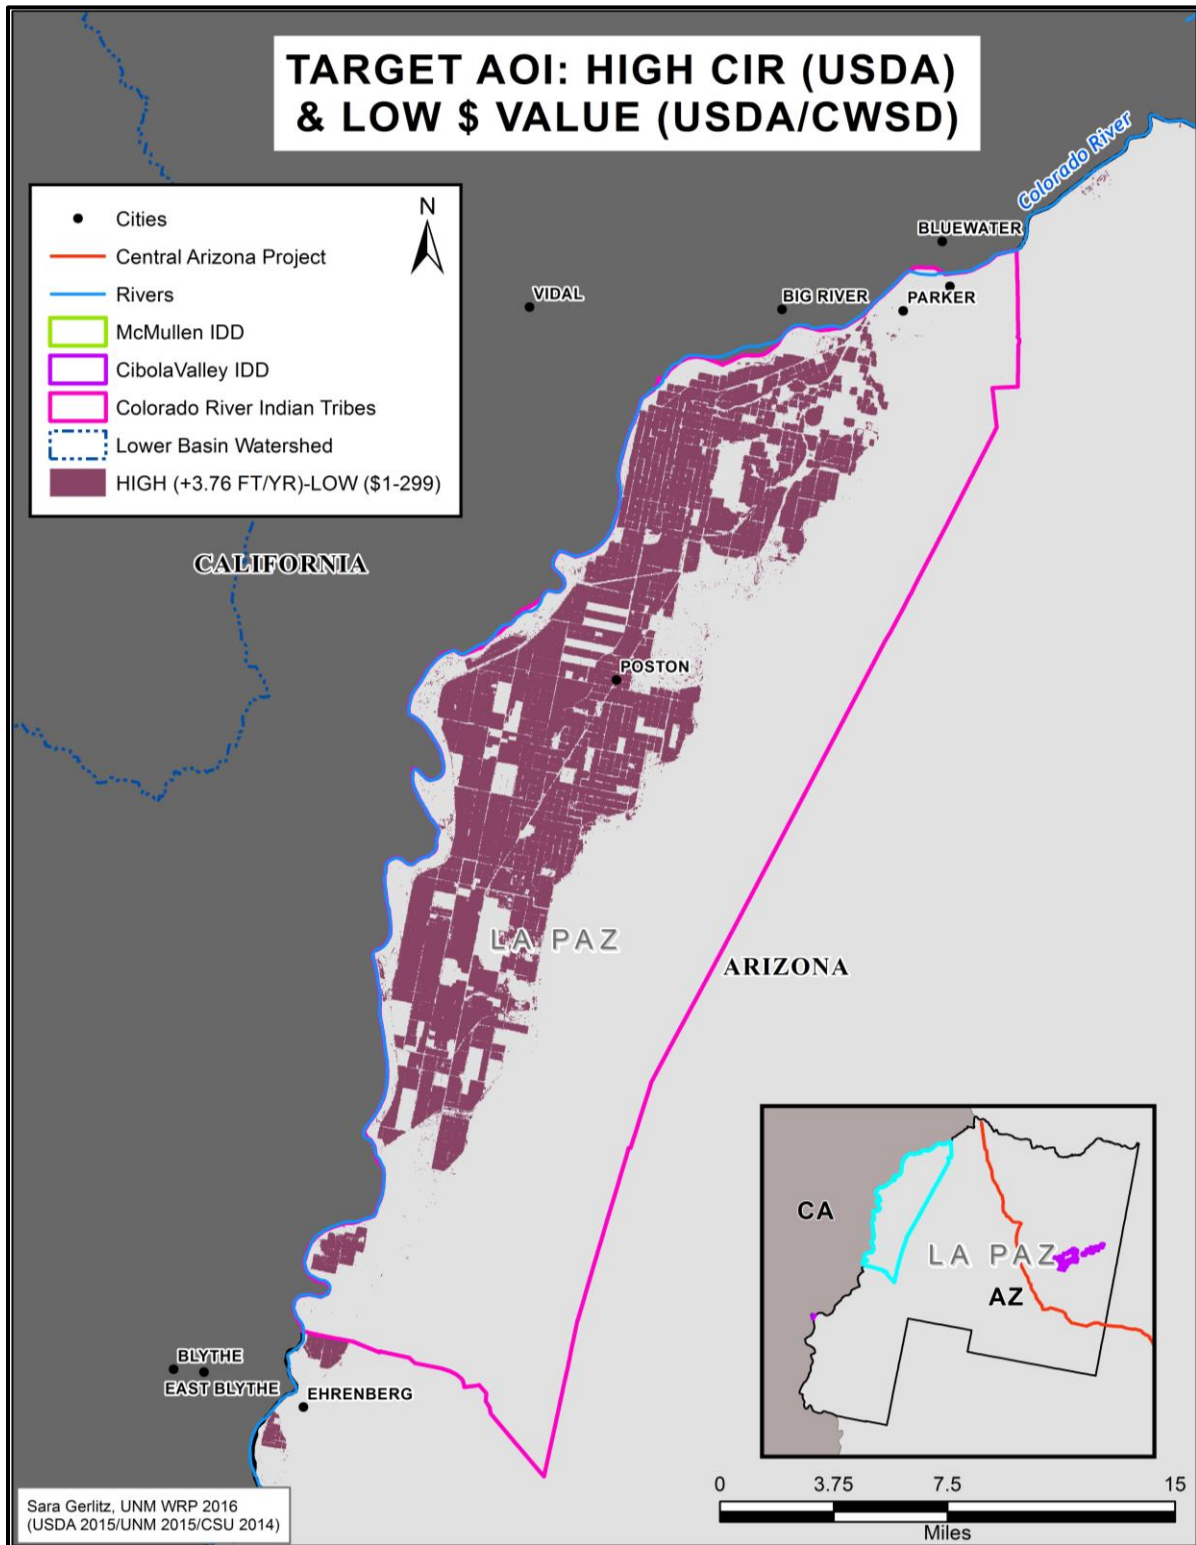 TARGET AOI: HIGH CIR (USDA)
& LOW $ VALUE (USDA/CWSD)
Colorado River
N
Cities
Central Arizona Project
Rivers
McMullen IDD
CibolaValley IDD
Colorado River Indian Tribes
Lower Basin Watershed
HIGH (+3.76 FT/YR)-LOW ($1-299)
BLUEWATER
VIDAL
BIG RIVER
PARKER
CALIFORNIA
POSTON
LA PAZ
ARIZONA
CA
LA PAZ
AZ
BLYTHE
EAST BLYTHE
EHRENBERG
0 3.75 7.5 15
Miles
Sara Gerlitz, UNM WRP 2016
(USDA 2015/UNM 2015/CSU 2014)